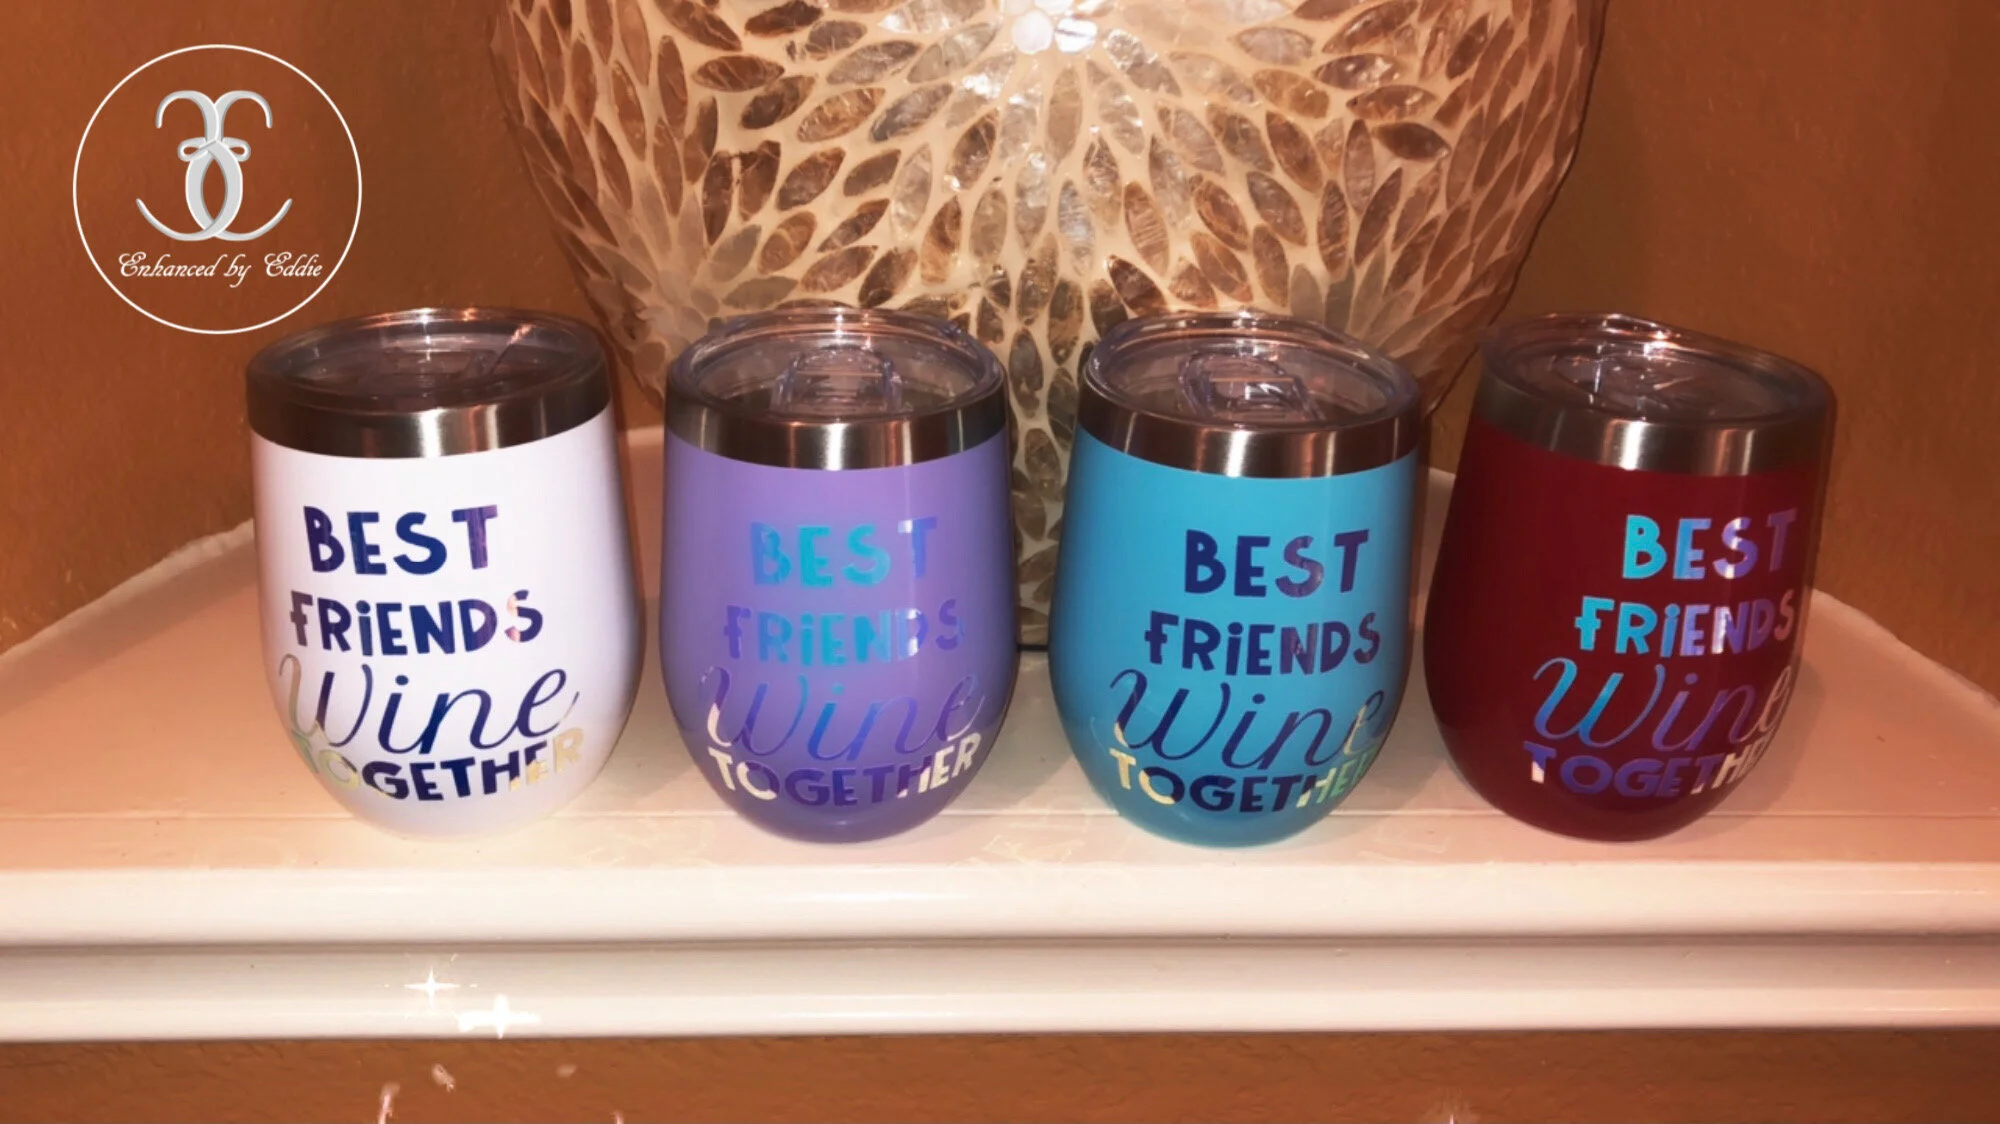 Enhanced by Eddie
BEST
FRiENDS
Wine
TOGETHER
BEST
FRiENDS
Wine
TOGETHER
BEST
FRiENDS
Wine
TOGETHER
BEST
FRiENDS
Wine
TOGETHER